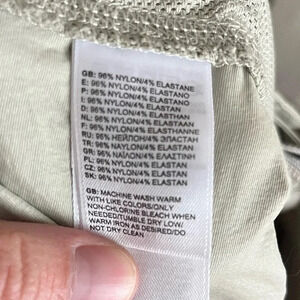 GB: 96% NYLON/4% ELASTANE
E: 96% NYLON/4% ELASTANO
P: 96% NYLON/4% ELASTANO
I: 96% NYLON/4% ELASTAN
D: 96% NYLON/4% ELASTHAN
NL: 96% NYLON/4% ELASTAAN
F: 96% NYLON/4% ELASTHANNE
RU: 96% НЕЙЛОН/4% ЭЛАСТАН
TR: 96% NAYLON/4% ELASTAN
GR: 96% ΝΑΪΛΟΝ/4% ΕΛΑΣΤΙΝΗ
PL: 96% NYLON/4% ELASTAN
CZ: 96% NYLON/4% ELASTAN
SK: 96% NYLON/4% ELASTAN
GB: MACHINE WASH WARM
WITH LIKE COLORS/ONLY
NON-CHLORINE BLEACH WHEN
NEEDED/TUMBLE DRY LOW/
WARM IRON AS DESIRED/DO
NOT DRY CLEAN